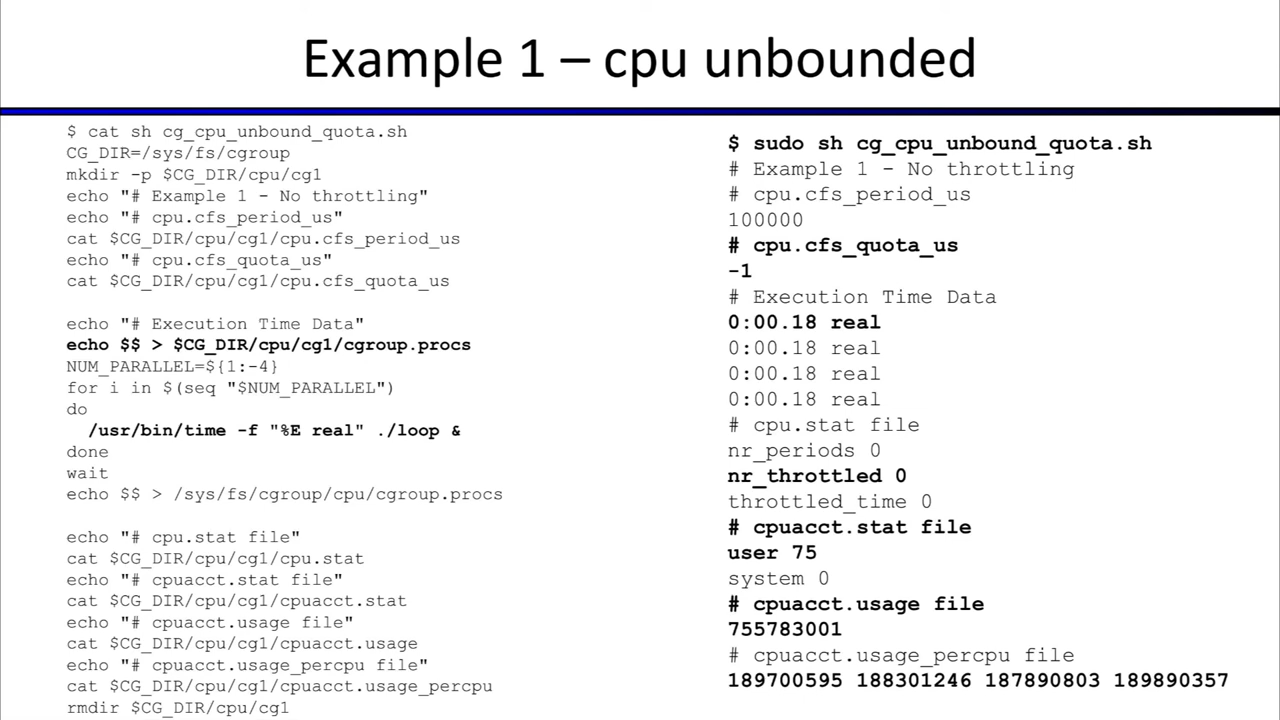 Example 1 – cpu unbounded
$ cat sh cg_cpu_unbound_quota.sh
CG_DIR=/sys/fs/cgroup
mkdir -p $CG_DIR/cpu/cg1
echo "# Example 1 - No throttling"
echo "# cpu.cfs_period_us"
cat $CG_DIR/cpu/cg1/cpu.cfs_period_us
echo "# cpu.cfs_quota_us"
cat $CG_DIR/cpu/cg1/cpu.cfs_quota_us
echo "# Execution Time Data"
echo $$ > $CG_DIR/cpu/cg1/cgroup.procs
NUM_PARALLEL=${1:-4}
for i in $(seq "$NUM_PARALLEL")
do
  /usr/bin/time -f "%E real" ./loop &
done
wait
echo $$ > /sys/fs/cgroup/cpu/cgroup.procs
echo "# cpu.stat file"
cat $CG_DIR/cpu/cg1/cpu.stat
echo "# cpuacct.stat file"
cat $CG_DIR/cpu/cg1/cpuacct.stat
echo "# cpuacct.usage file"
cat $CG_DIR/cpu/cg1/cpuacct.usage
echo "# cpuacct.usage_percpu file"
cat $CG_DIR/cpu/cg1/cpuacct.usage_percpu
rmdir $CG_DIR/cpu/cg1
$ sudo sh cg_cpu_unbound_quota.sh
# Example 1 - No throttling
# cpu.cfs_period_us
100000
# cpu.cfs_quota_us
-1
# Execution Time Data
0:00.18 real
0:00.18 real
0:00.18 real
0:00.18 real
# cpu.stat file
nr_periods 0
nr_throttled 0
throttled_time 0
# cpuacct.stat file
user 75
system 0
# cpuacct.usage file
755783001
# cpuacct.usage_percpu file
189700595 188301246 187890803 189890357